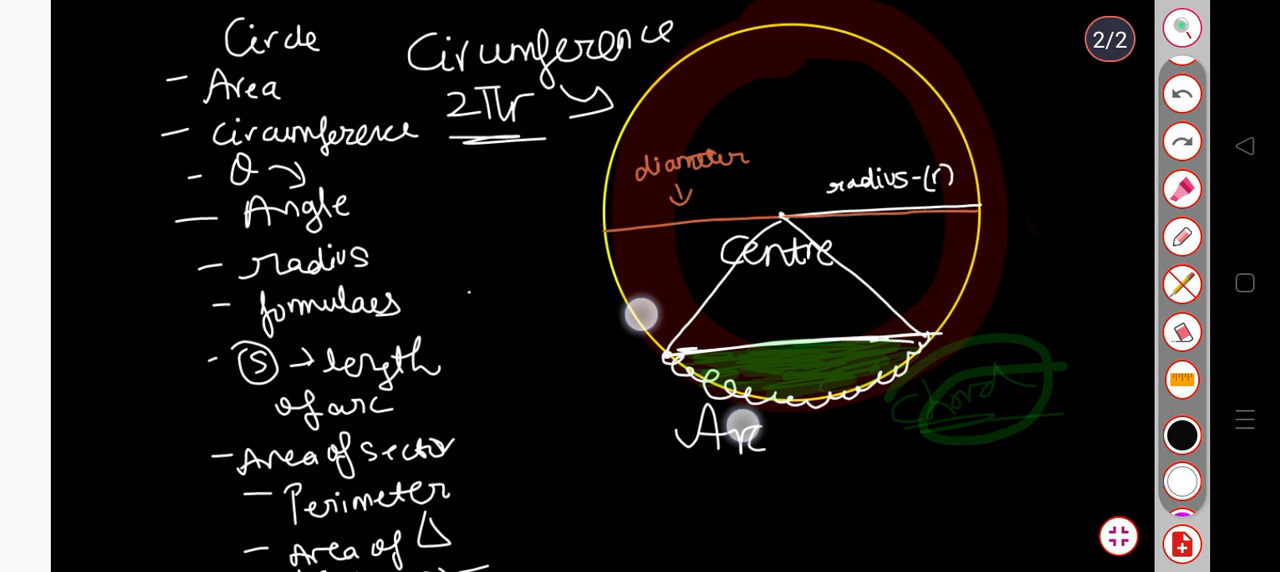 Circle
- Area
- circumference
- θ →
- Angle
- radius
- formulaes
- (S) → length
of arc
- Area of sector
- Perimeter
- Area of Δ
Circumference
2πr
diameter
radius-(r)
Centre
Chord
Arc
2/2